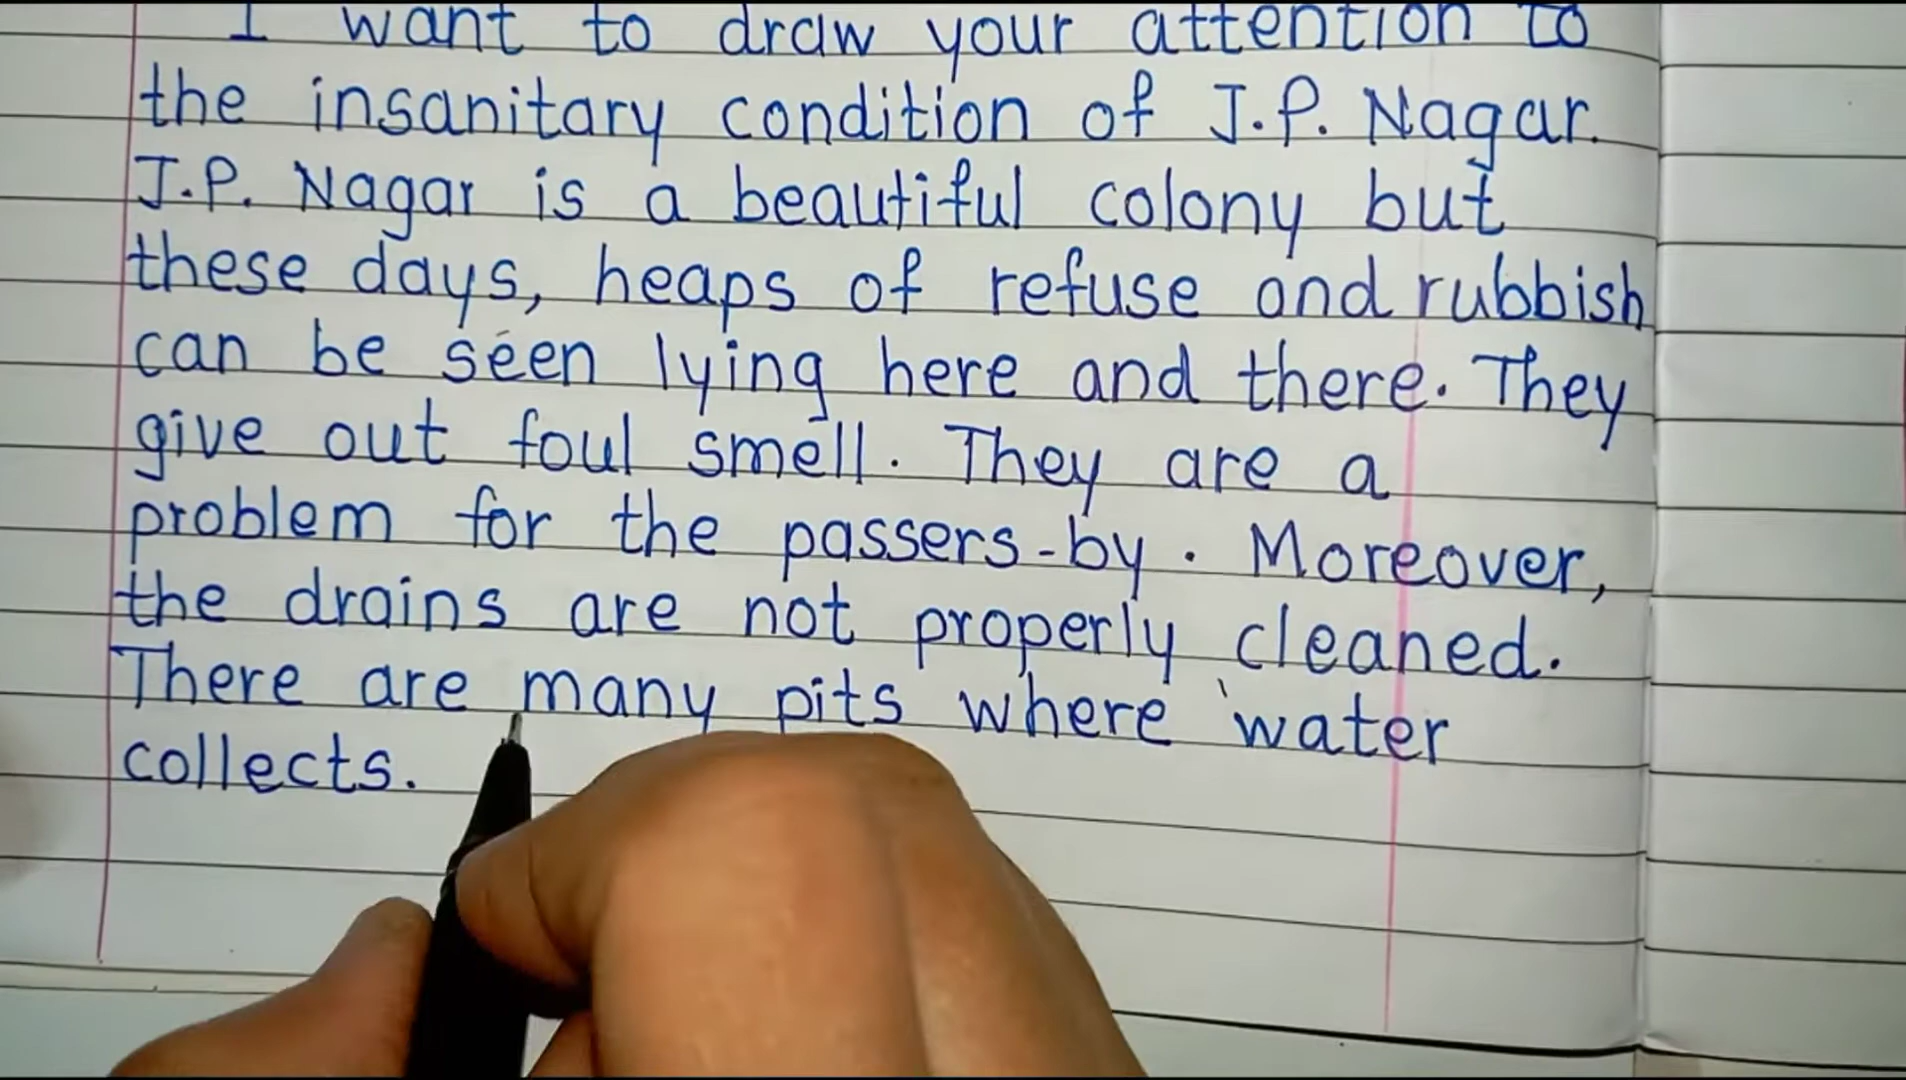 I want to draw your attention to
the insanitary condition of J.P. Nagar.
J.P. Nagar is a beautiful colony but
these days, heaps of refuse and rubbish
can be seen lying here and there. They
give out foul smell. They are a
problem for the passers-by. Moreover,
the drains are not properly cleaned.
There are many pits where water
collects.